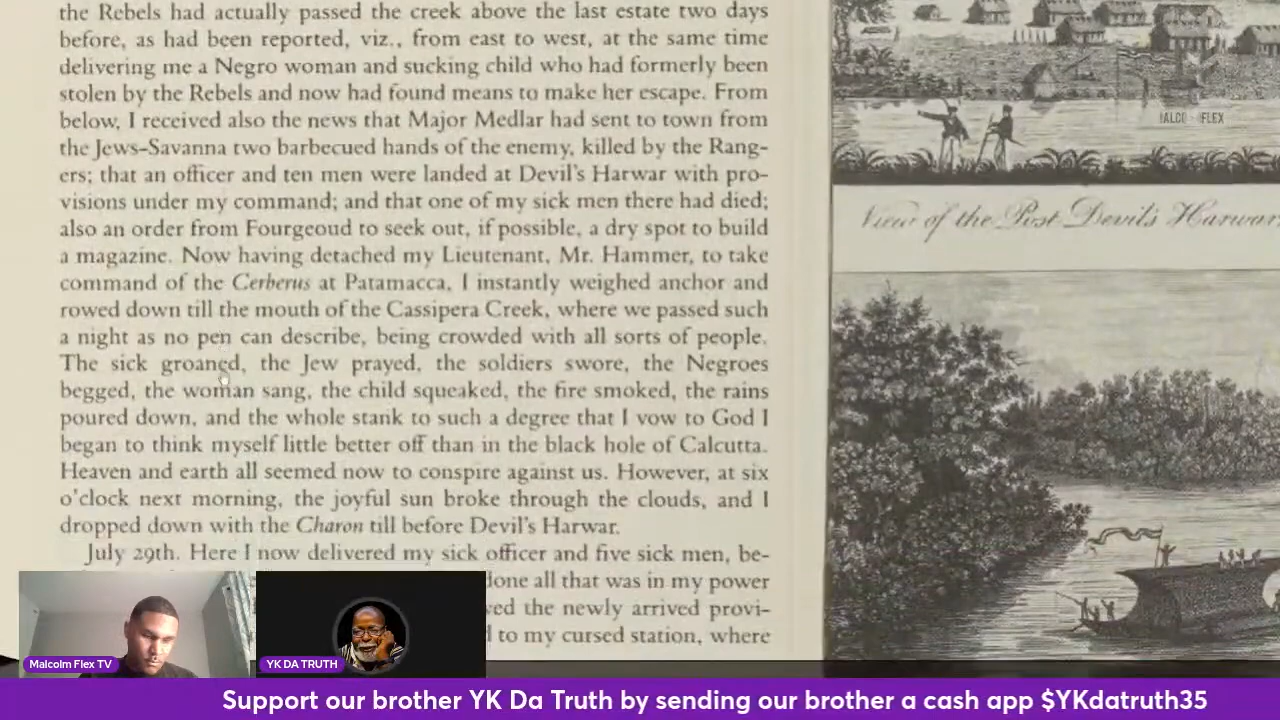 the Rebels had actually passed the creek above the last estate two days
before, as had been reported, viz., from east to west, at the same time
delivering me a Negro woman and sucking child who had formerly been
stolen by the Rebels and now had found means to make her escape. From
below, I received also the news that Major Medlar had sent to town from
the Jews-Savanna two barbecued hands of the enemy, killed by the Rang-
ers; that an officer and ten men were landed at Devil's Harwar with pro-
visions under my command; and that one of my sick men there had died;
also an order from Fourgeoud to seek out, if possible, a dry spot to build
a magazine. Now having detached my Lieutenant, Mr. Hammer, to take
command of the Cerberus at Patamacca, I instantly weighed anchor and
rowed down till the mouth of the Cassipera Creek, where we passed such
a night as no pen can describe, being crowded with all sorts of people.
The sick groaned, the Jew prayed, the soldiers swore, the Negroes
begged, the woman sang, the child squeaked, the fire smoked, the rains
poured down, and the whole stank to such a degree that I vow to God I
began to think myself little better off than in the black hole of Calcutta.
Heaven and earth all seemed now to conspire against us. However, at six
o'clock next morning, the joyful sun broke through the clouds, and I
dropped down with the Charon till before Devil's Harwar.
July 29th. Here I now delivered my sick officer and five sick men, be-
done all that was in my power
the newly arrived provi-
to my cursed station, where
View of the Post Devil's Harwar
FLEX
Malcolm Flex TV
YK DA TRUTH
Support our brother YK Da Truth by sending our brother a cash app $YKdatruth35